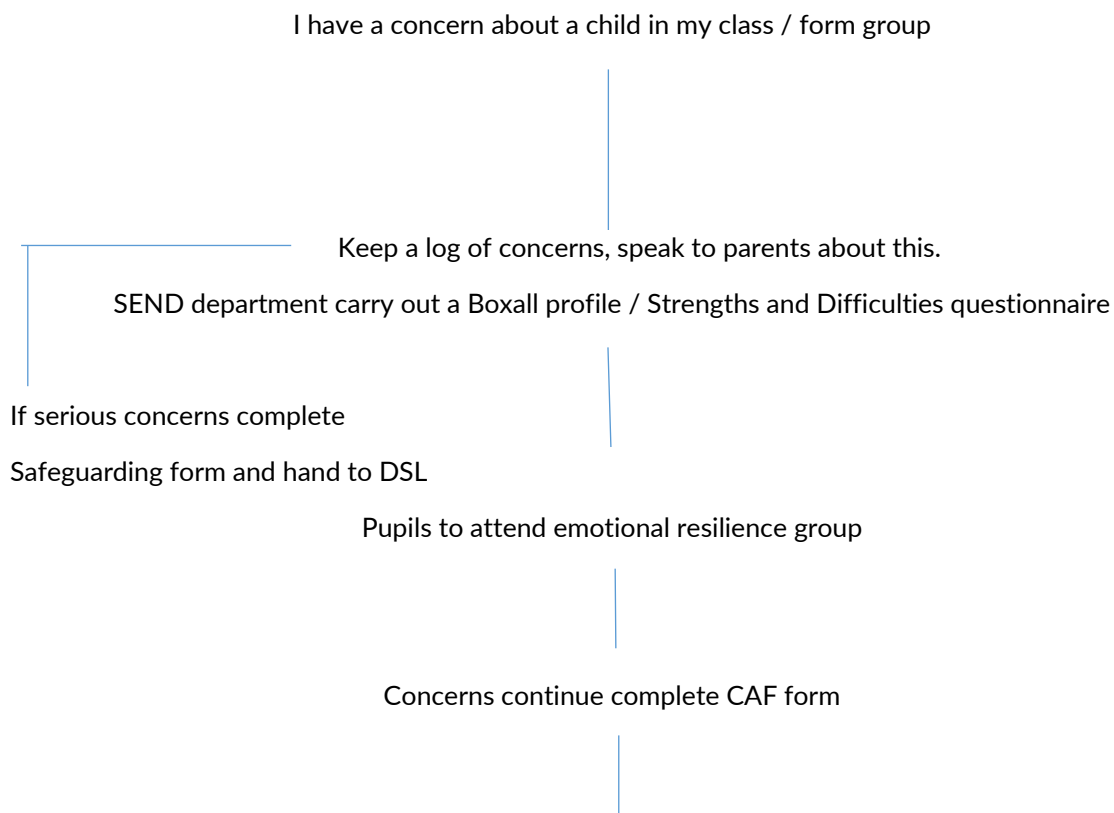 I have a concern about a child in my class / form group
Keep a log of concerns, speak to parents about this.
SEND department carry out a Boxall profile / Strengths and Difficulties questionnaire
If serious concerns complete
Safeguarding form and hand to DSL
Pupils to attend emotional resilience group
Concerns continue complete CAF form